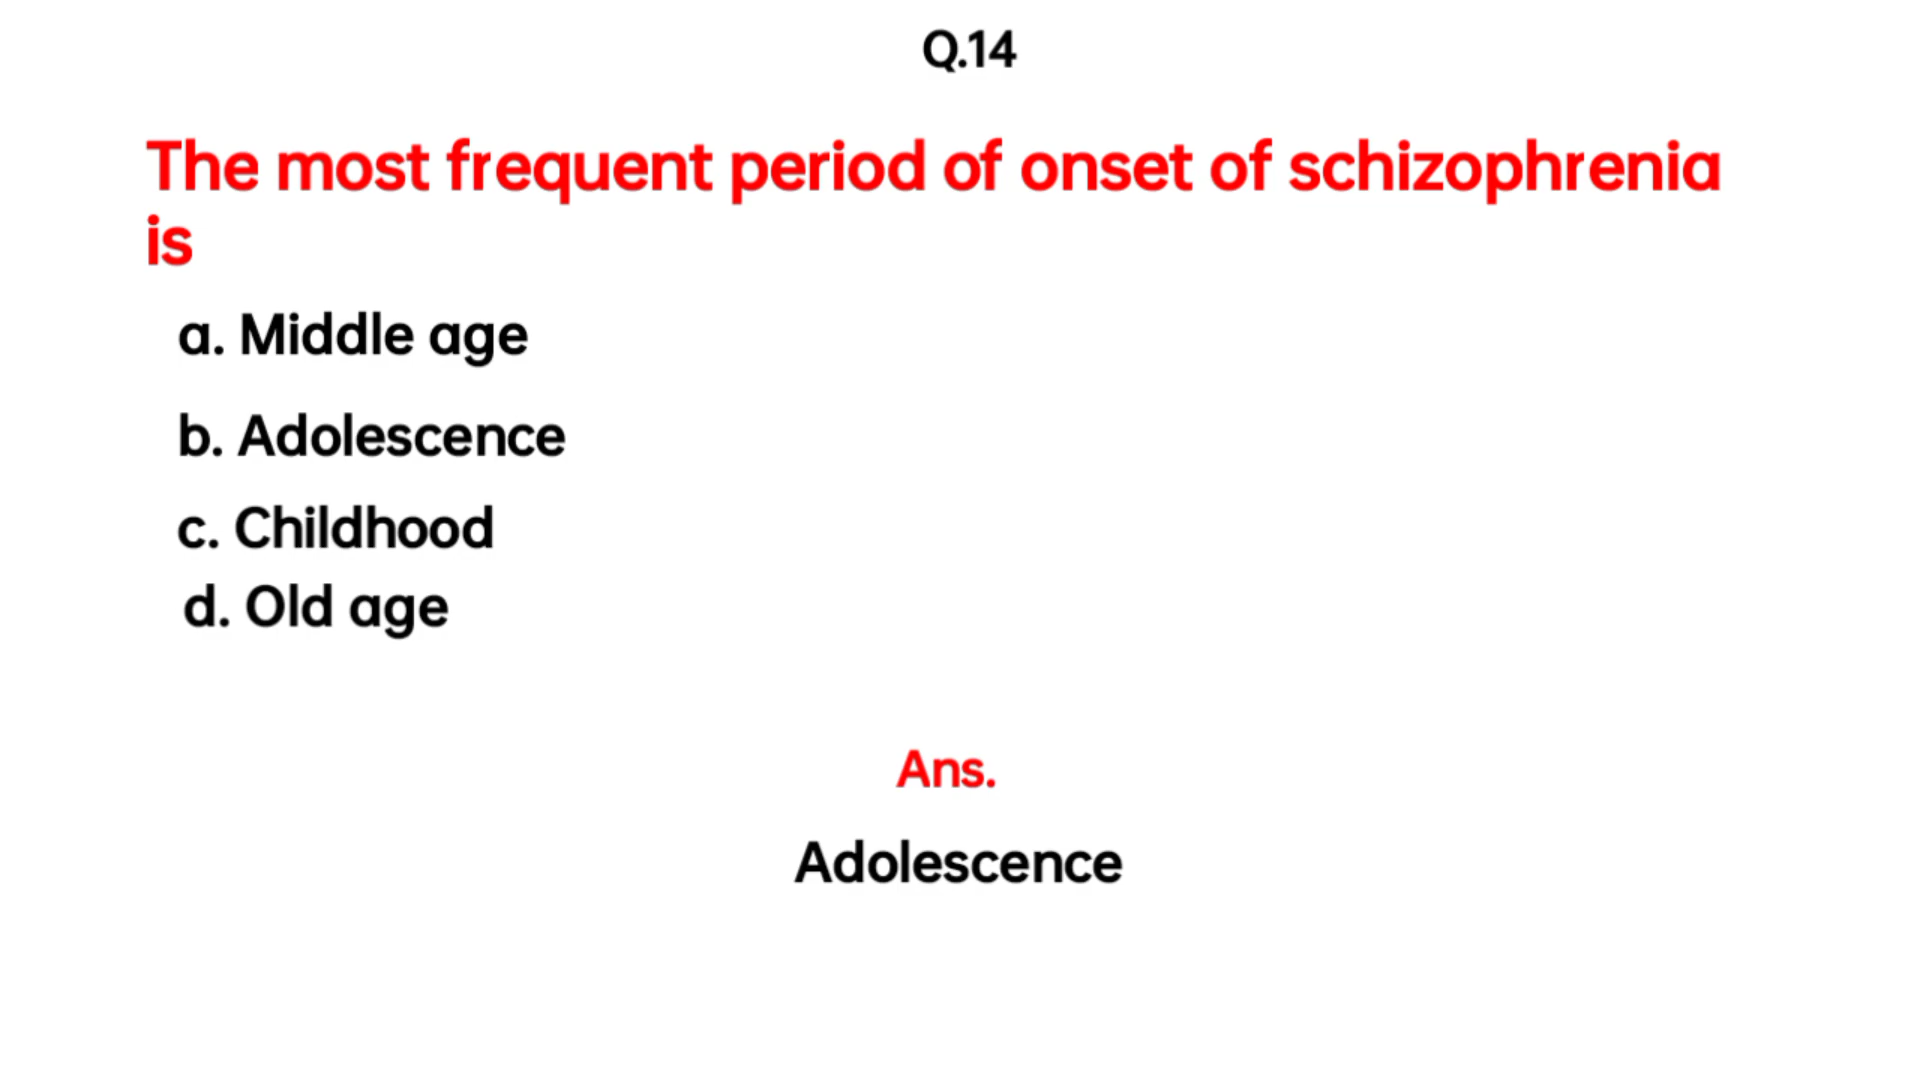 Q.14
The most frequent period of onset of schizophrenia
is
a. Middle age
b. Adolescence
c. Childhood
d. Old age
Ans.
Adolescence